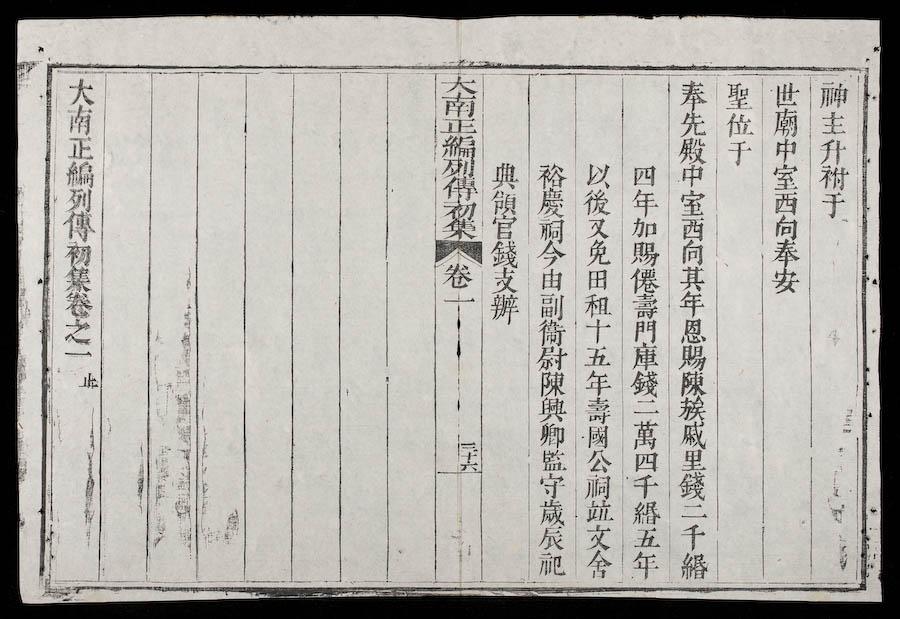 神主升祔于
世廟中室西向奉安
聖位于
奉先殿中室西向其年恩賜陳族戚里錢二千緡
四年加賜僊壽門庫錢二萬四千緡五年
以後又免田租十五年壽國公祠竝文舍
裕慶祠今由副衛尉陳興卿監守歲辰祀
典領官錢支辦
大南正編列傳初集 卷一 三十六
大南正編列傳初集卷之一 止